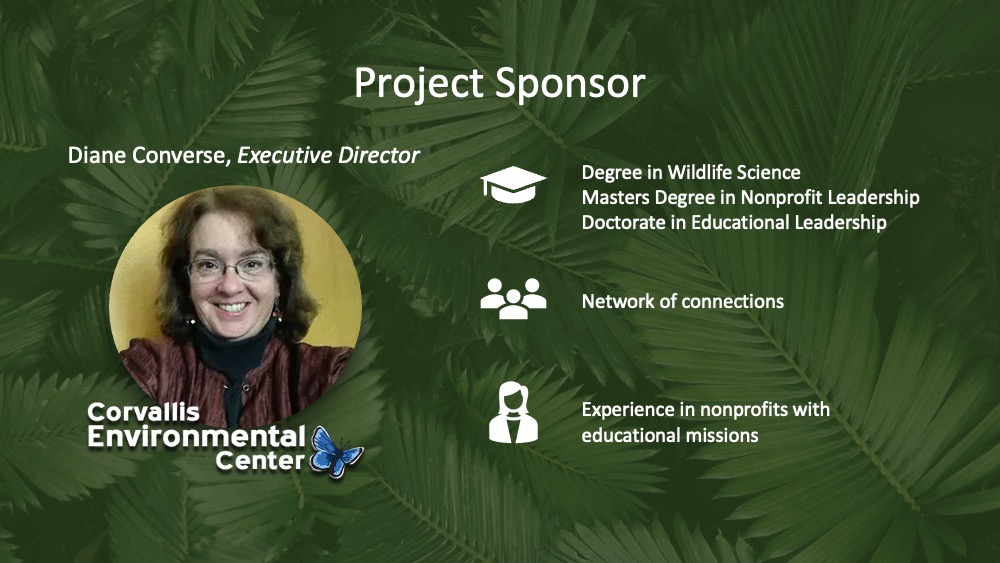 Project Sponsor
Diane Converse, Executive Director
Degree in Wildlife Science
Masters Degree in Nonprofit Leadership
Doctorate in Educational Leadership
Network of connections
Experience in nonprofits with
educational missions
Corvallis
Environmental
Center